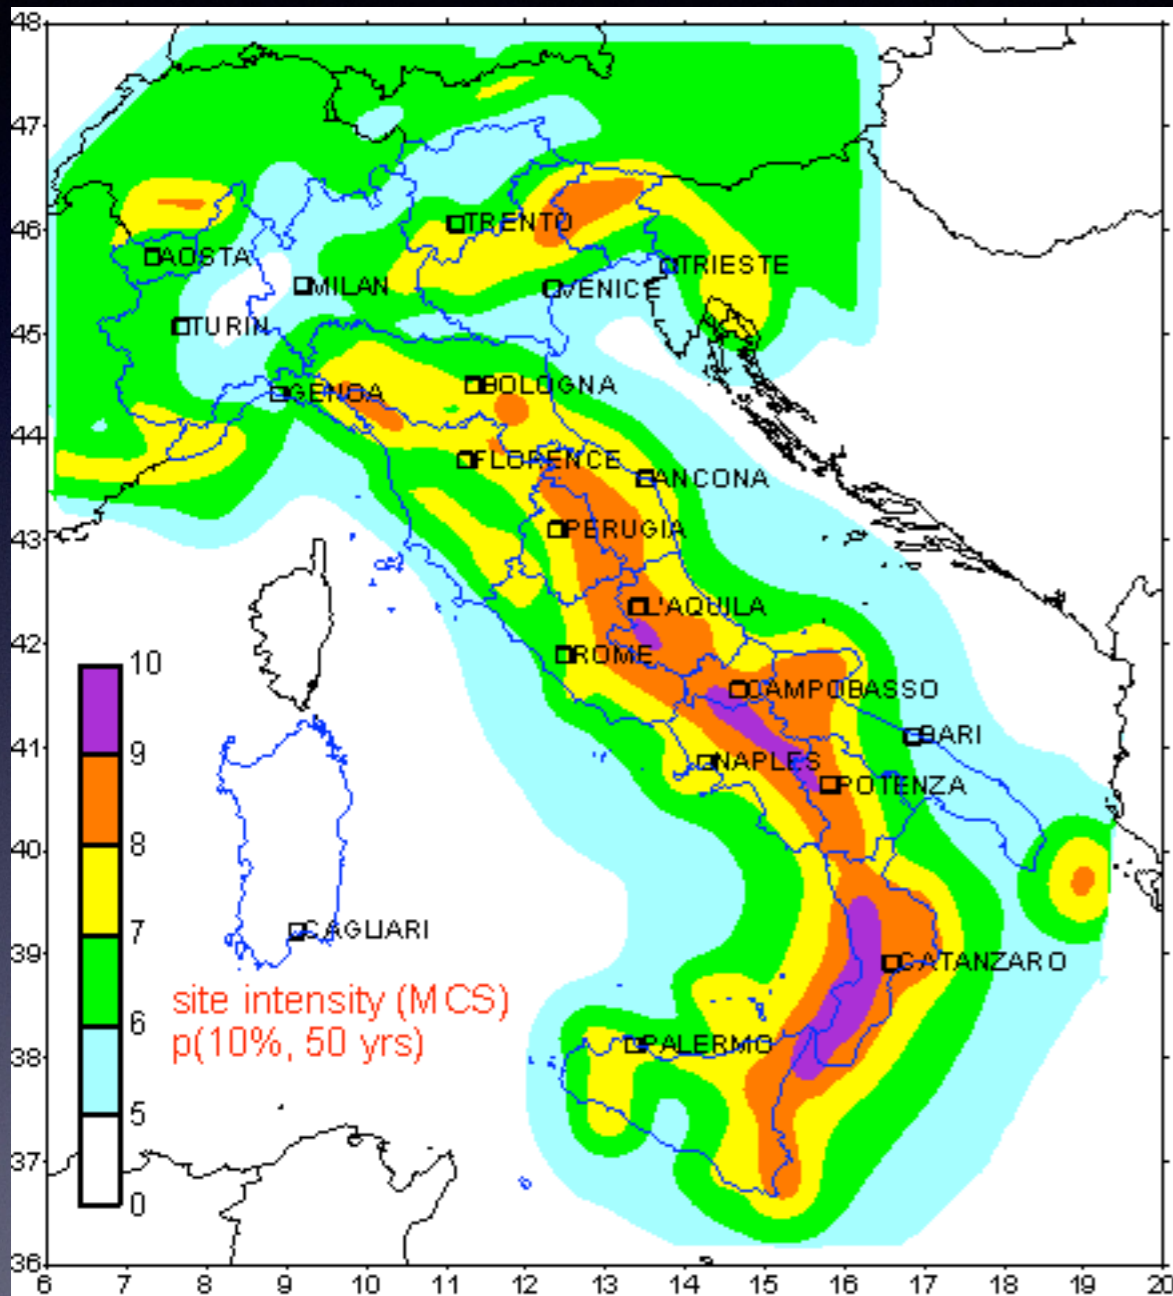 48
47
46
45
44
43
42
41
40
39
38
37
36
TRENTO
AOSTA
TRIESTE
MILAN
VENICE
TURIN
GENOA
BOLOGNA
FLORENCE
ANCONA
PERUGIA
L'AQUILA
ROME
CAMPOBASSO
BARI
NAPLES
POTENZA
CAGLIARI
CATANZARO
PALERMO
10
9
8
7
6
5
0
site intensity (MCS)
p(10%, 50 yrs)
6 7 8 9 10 11 12 13 14 15 16 17 18 19 20